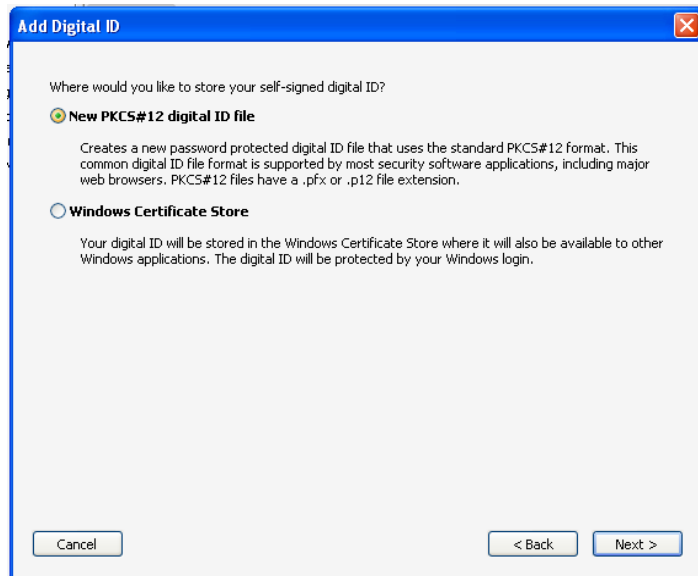 Add Digital ID
Where would you like to store your self-signed digital ID?
New PKCS#12 digital ID file
Creates a new password protected digital ID file that uses the standard PKCS#12 format. This
common digital ID file format is supported by most security software applications, including major
web browsers. PKCS#12 files have a .pfx or .p12 file extension.
Windows Certificate Store
Your digital ID will be stored in the Windows Certificate Store where it will also be available to other
Windows applications. The digital ID will be protected by your Windows login.
Cancel
< Back
Next >